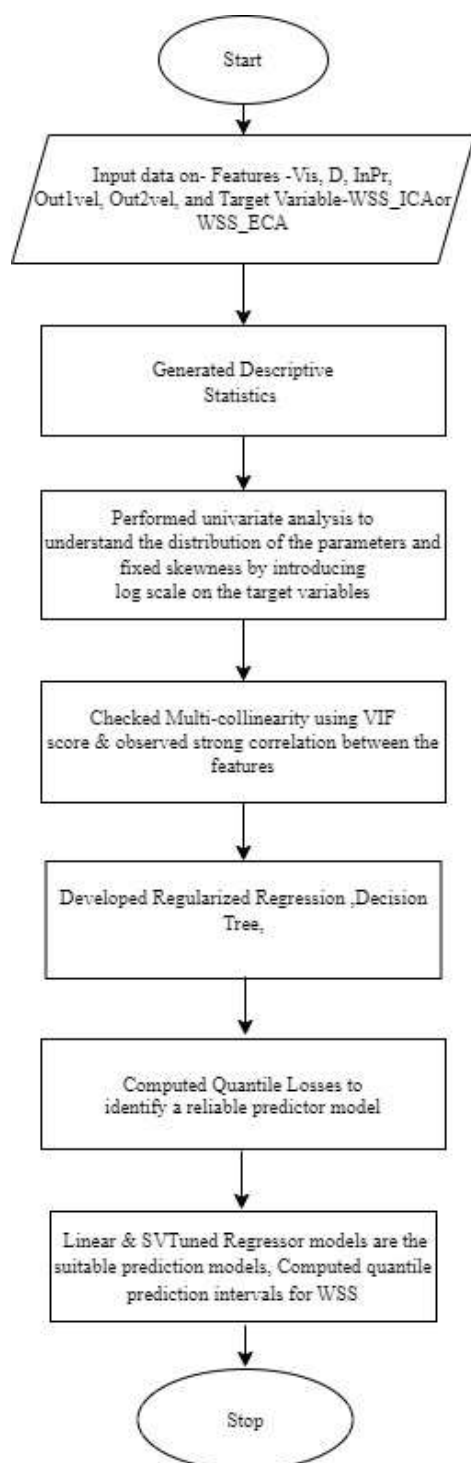 Start
Input data on- Features -Vis, D, InPr,
Out1vel, Out2vel, and Target Variable-WSS_ICAor
WSS_ECA
Generated Descriptive
Statistics
Performed univariate analysis to
understand the distribution of the parameters and
fixed skewness by introducing
log scale on the target variables
Checked Multi-collinearity using VIF
score & observed strong correlation between the
features
Developed Regularized Regression ,Decision
Tree,
Computed Quantile Losses to
identify a reliable predictor model
Linear & SVTuned Regressor models are the
suitable prediction models, Computed quantile
prediction intervals for WSS
Stop